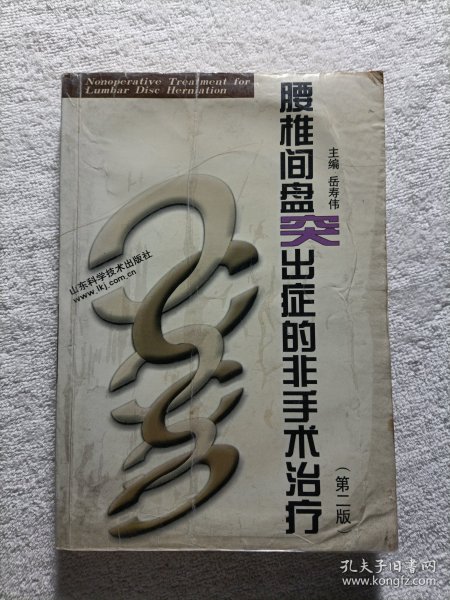 Nonoperative Treatment for
Lumbar Disc Herniation
腰椎间盘突出症的非手术治疗
(第二版)
主编 岳寿伟
山东科学技术出版社
www.lkj.com.cn
孔夫子旧书网
www.kongfz.com